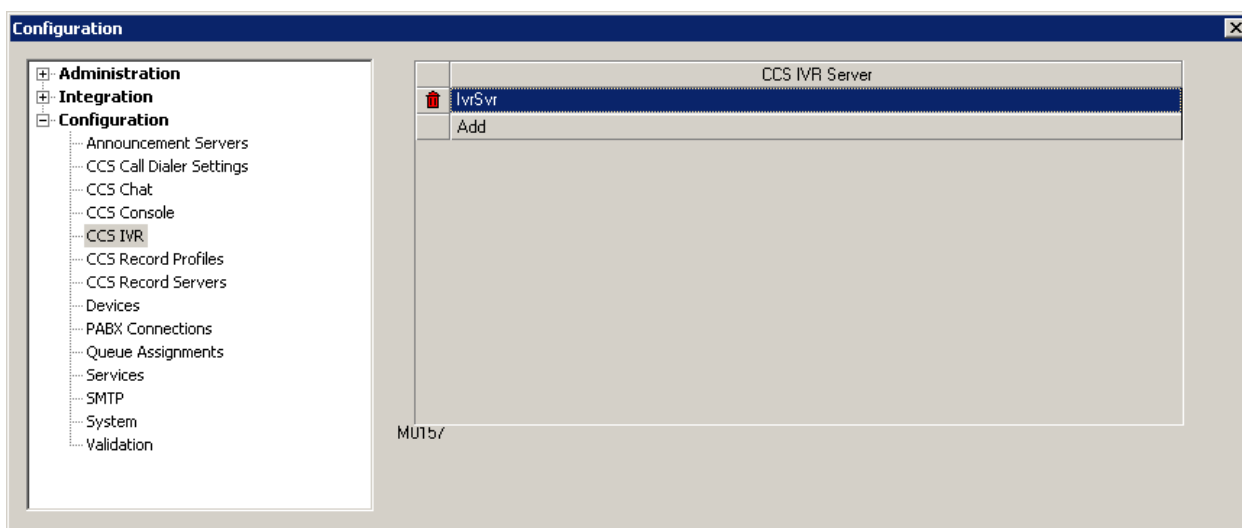 Configuration
Administration
Integration
Configuration
Announcement Servers
CCS Call Dialer Settings
CCS Chat
CCS Console
CCS IVR
CCS Record Profiles
CCS Record Servers
Devices
PABX Connections
Queue Assignments
Services
SMTP
System
Validation
CCS IVR Server
IvrSvr
Add
M0157